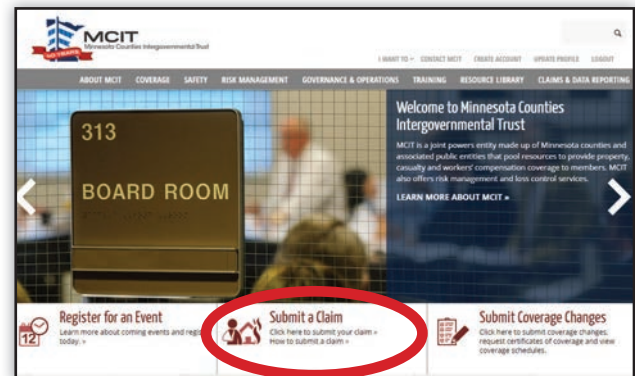 MCIT
Minnesota Counties Intergovernmental Trust
I WANT TO CONTACT MCIT CREATE ACCOUNT UPDATE PROFILE LOGOUT
ABOUT MCIT COVERAGE SAFETY RISK MANAGEMENT GOVERNANCE & OPERATIONS TRAINING RESOURCE LIBRARY CLAIMS & DATA REPORTING
313
BOARD ROOM
Welcome to Minnesota Counties
Intergovernmental Trust
MCIT is a joint powers entity made up of Minnesota counties and
associated public entities that pool resources to provide property,
casualty and workers' compensation coverage to members. MCIT
also offers risk management and loss control services.
LEARN MORE ABOUT MCIT »
12
Register for an Event
Learn more about coming events and
today. »
Submit a Claim
Click here to submit your claim »
How to submit a claim »
Submit Coverage Changes
Click here to submit coverage changes,
request certificates of coverage and view
coverage schedules.